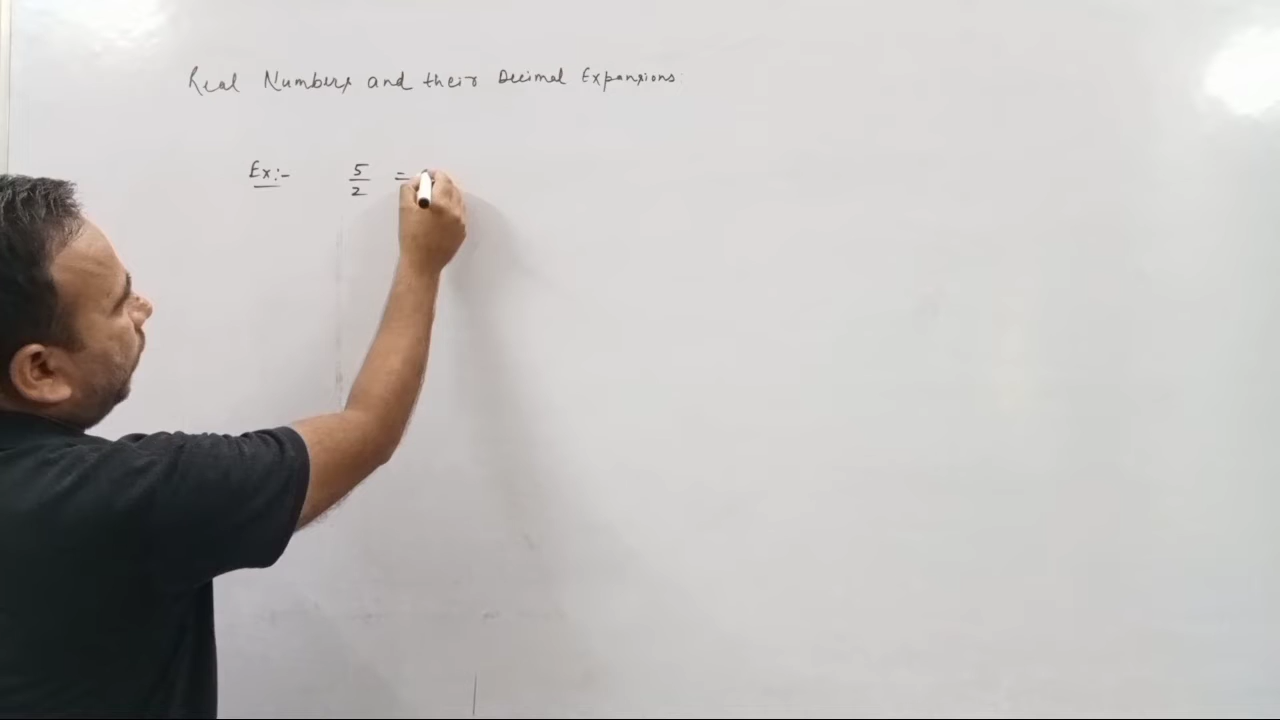 Real Numbers and their Decimal Expansions:
Ex:- 5/2 =